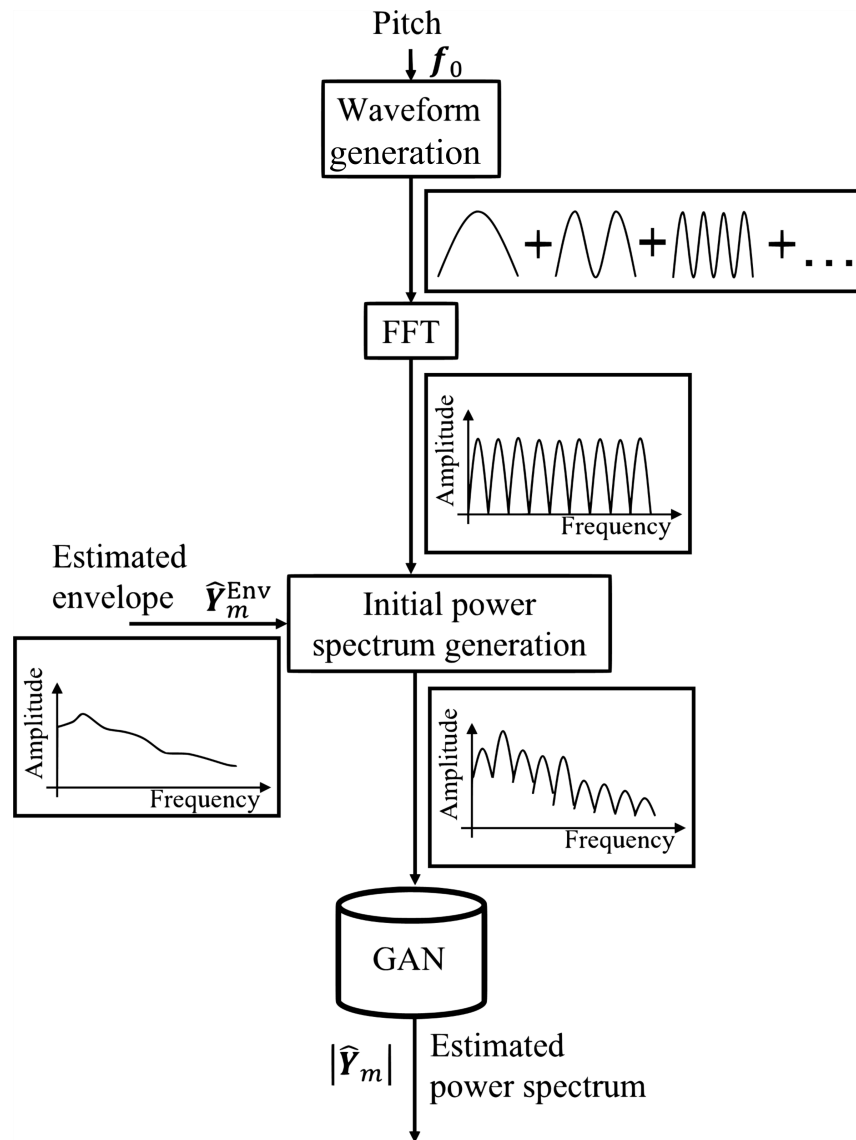 Pitch
f₀
Waveform
generation
+ + + ...
FFT
Amplitude
Frequency
Estimated
envelope
Ŷₘᴱⁿᵛ
Initial power
spectrum generation
Amplitude
Frequency
Amplitude
Frequency
GAN
|Ŷₘ|
Estimated
power spectrum